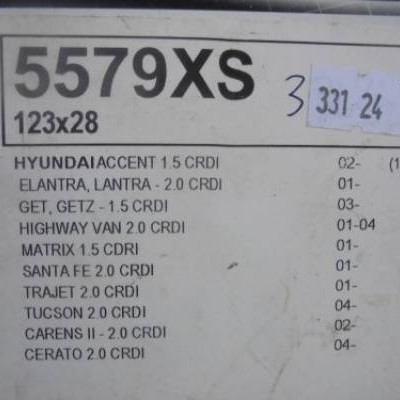 5579XS
3 331 24
123x28
HYUNDAI ACCENT 1.5 CRDI 02- (1
ELANTRA, LANTRA - 2.0 CRDI 01-
GET, GETZ - 1.5 CRDI 03-
HIGHWAY VAN 2.0 CRDI 01-04
MATRIX 1.5 CDRI 01-
SANTA FE 2.0 CRDI 01-
TRAJET 2.0 CRDI 01-
TUCSON 2.0 CRDI 04-
CARENS II - 2.0 CRDI 02-
CERATO 2.0 CRDI 04-